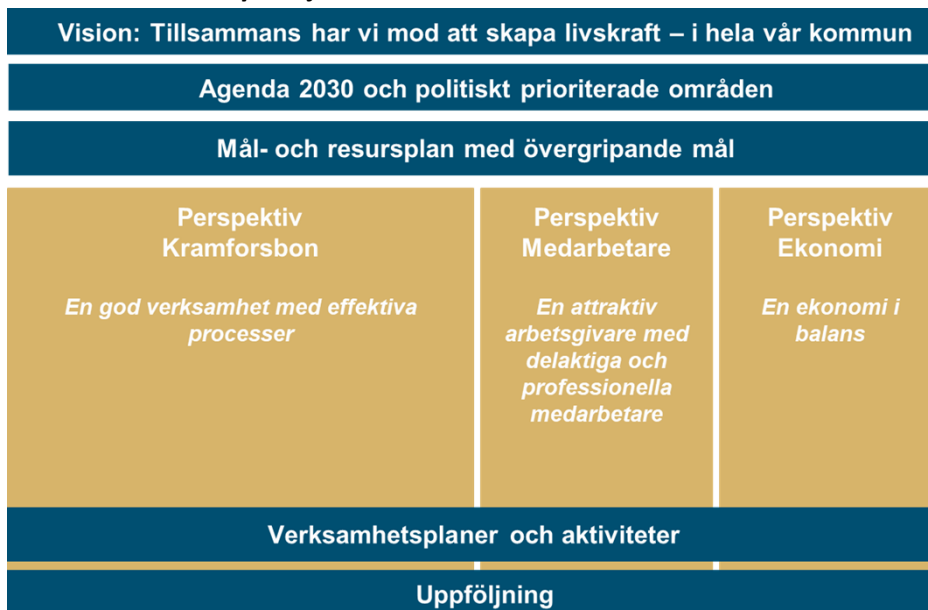 Vision: Tillsammans har vi mod att skapa livskraft – i hela vår kommun
Agenda 2030 och politiskt prioriterade områden
Mål- och resursplan med övergripande mål
Perspektiv
Kramforsbon
En god verksamhet med effektiva
processer
Perspektiv
Medarbetare
En attraktiv
arbetsgivare med
delaktiga och
professionella
medarbetare
Perspektiv
Ekonomi
En ekonomi i
balans
Verksamhetsplaner och aktiviteter
Uppföljning